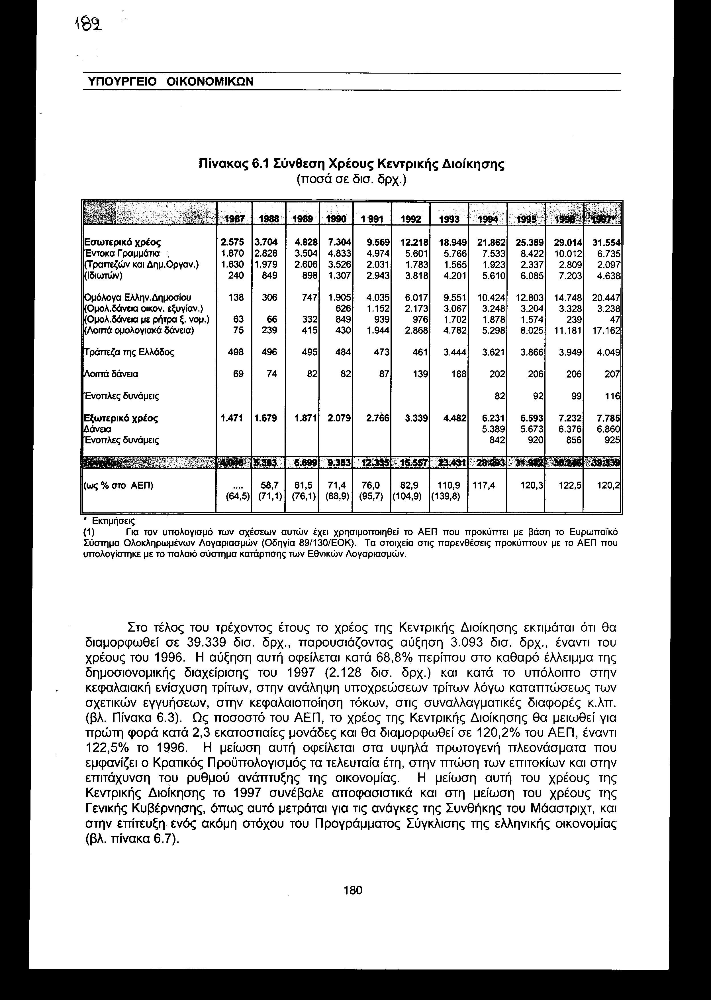 182
ΥΠΟΥΡΓΕΙΟ ΟΙΚΟΝΟΜΙΚΩΝ
Πίνακας 6.1 Σύνθεση Χρέους Κεντρικής Διοίκησης
(ποσά σε δισ. δρχ.)
1987 1988 1989 1990 1 991 1992 1993 1994 1995 1996 1997*
Εσωτερικό χρέος 2.575 3.704 4.828 7.304 9.569 12.218 18.949 21.862 25.389 29.014 31.554
Έντοκα Γραμμάτια 1.870 2.828 3.504 4.833 4.974 5.601 5.766 7.533 8.422 10.012 6.735
(Τραπεζών και Δημ.Οργαν.) 1.630 1.979 2.606 3.526 2.031 1.783 1.565 1.923 2.337 2.809 2.097
(Ιδιωτών) 240 849 898 1.307 2.943 3.818 4.201 5.610 6.085 7.203 4.638
Ομόλογα Ελλην.Δημοσίου 138 306 747 1.905 4.035 6.017 9.551 10.424 12.803 14.748 20.447
(Ομολ.δάνεια οικον. εξυγίαν.) 626 1.152 2.173 3.067 3.248 3.204 3.328 3.238
(Ομολ.δάνεια με ρήτρα ξ. νομ.) 63 66 332 849 939 976 1.702 1.878 1.574 239 47
(Λοιπά ομολογιακά δάνεια) 75 239 415 430 1.944 2.868 4.782 5.298 8.025 11.181 17.162
Τράπεζα της Ελλάδος 498 496 495 484 473 461 3.444 3.621 3.866 3.949 4.049
Λοιπά δάνεια 69 74 82 82 87 139 188 202 206 206 207
Ένοπλες δυνάμεις 82 92 99 116
Εξωτερικό χρέος 1.471 1.679 1.871 2.079 2.766 3.339 4.482 6.231 6.593 7.232 7.785
Δάνεια 5.389 5.673 6.376 6.860
Ένοπλες δυνάμεις 842 920 856 925
Σύνολο 4.046 5.383 6.699 9.383 12.335 15.557 23.431 28.093 31.982 36.246 39.339
(ως % στο ΑΕΠ) .... 58,7 61,5 71,4 76,0 82,9 110,9 117,4 120,3 122,5 120,2
(64,5) (71,1) (76,1) (88,9) (95,7) (104,9) (139,8)
* Εκτιμήσεις
(1) Για τον υπολογισμό των σχέσεων αυτών έχει χρησιμοποιηθεί το ΑΕΠ που προκύπτει με βάση το Ευρωπαϊκό
Σύστημα Ολοκληρωμένων Λογαριασμών (Οδηγία 89/130/ΕΟΚ). Τα στοιχεία στις παρενθέσεις προκύπτουν με το ΑΕΠ που
υπολογίστηκε με το παλαιό σύστημα κατάρτισης των Εθνικών Λογαριασμών.
Στο τέλος του τρέχοντος έτους το χρέος της Κεντρικής Διοίκησης εκτιμάται ότι θα
διαμορφωθεί σε 39.339 δισ. δρχ., παρουσιάζοντας αύξηση 3.093 δισ. δρχ., έναντι του
χρέους του 1996. Η αύξηση αυτή οφείλεται κατά 68,8% περίπου στο καθαρό έλλειμμα της
δημοσιονομικής διαχείρισης του 1997 (2.128 δισ. δρχ.) και κατά το υπόλοιπο στην
κεφαλαιακή ενίσχυση τρίτων, στην ανάληψη υποχρεώσεων τρίτων λόγω καταπτώσεως των
σχετικών εγγυήσεων, στην κεφαλαιοποίηση τόκων, στις συναλλαγματικές διαφορές κ.λπ.
(βλ. Πίνακα 6.3). Ως ποσοστό του ΑΕΠ, το χρέος της Κεντρικής Διοίκησης θα μειωθεί για
πρώτη φορά κατά 2,3 εκατοστιαίες μονάδες και θα διαμορφωθεί σε 120,2% του ΑΕΠ, έναντι
122,5% το 1996. Η μείωση αυτή οφείλεται στα υψηλά πρωτογενή πλεονάσματα που
εμφανίζει ο Κρατικός Προϋπολογισμός τα τελευταία έτη, στην πτώση των επιτοκίων και στην
επιτάχυνση του ρυθμού ανάπτυξης της οικονομίας. Η μείωση αυτή του χρέους της
Κεντρικής Διοίκησης το 1997 συνέβαλε αποφασιστικά και στη μείωση του χρέους της
Γενικής Κυβέρνησης, όπως αυτό μετράται για τις ανάγκες της Συνθήκης του Μάαστριχτ, και
στην επίτευξη ενός ακόμη στόχου του Προγράμματος Σύγκλισης της ελληνικής οικονομίας
(βλ. πίνακα 6.7).
180